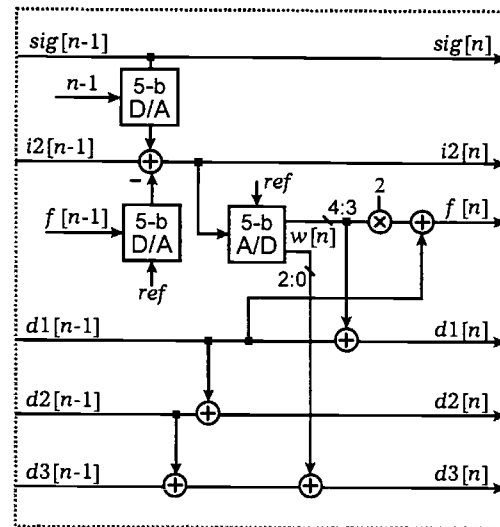 sig[n-1] sig[n]
n-1 5-b
D/A
i2[n-1] i2[n]
−
ref 2
f[n-1] 5-b
D/A 5-b
A/D 4:3 f[n]
w[n]
2:0
ref
d1[n-1] d1[n]
d2[n-1] d2[n]
d3[n-1] d3[n]